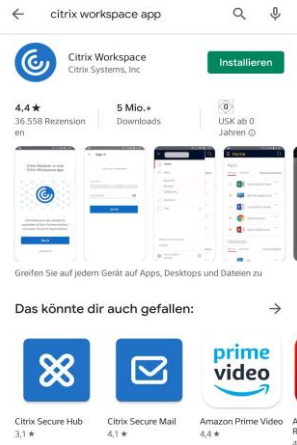 citrix workspace app
Citrix Workspace
Citrix Systems, Inc
Installieren
4,4★
36.558 Rezension
en
5 Mio.+
Downloads
0
USK ab 0
Jahren
Greifen Sie auf jedem Gerät auf Apps, Desktops und Dateien zu
Das könnte dir auch gefallen:
prime
video
Citrix Secure Hub
3,1 ★
Citrix Secure Mail
4,1 ★
Amazon Prime Video
4,4 ★